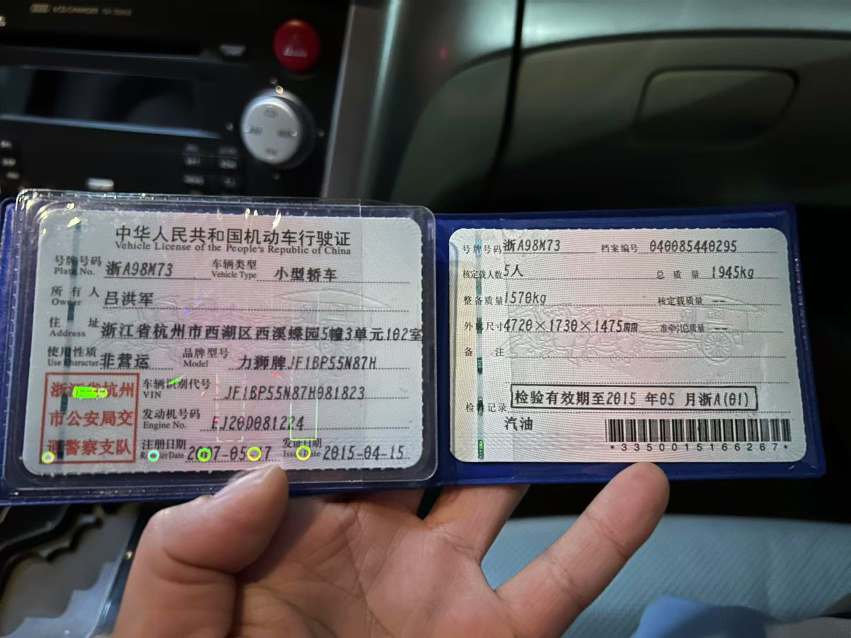 中华人民共和国机动车行驶证
Vehicle License of the People's Republic of China
号牌号码 Plate No. 浙A98M73 车辆类型 Vehicle Type 小型轿车
所有人 Owner 吕洪军
住址 Address 浙江省杭州市西湖区西溪蝶园5幢3单元102室
使用性质 Use Character 非营运 品牌型号 Model 力狮牌JF1BP55N87H
车辆识别代号 VIN JF1BP55N87H081823
发动机号码 Engine No. EJ20D081224
注册日期 Register Date 发证日期 Issue Date 2015-04-15
浙江省杭州
市公安局交
通警察支队
号牌号码 浙A98M73 档案编号 040085440295
核定载人数 5人 总质量 1945kg
整备质量 1570kg 核定载质量 --
外廓尺寸 4720×1730×1475 准牵引总质量 --
备注
检验记录 检验有效期至2015 年05 月浙A(01)
汽油
*3350015166267*